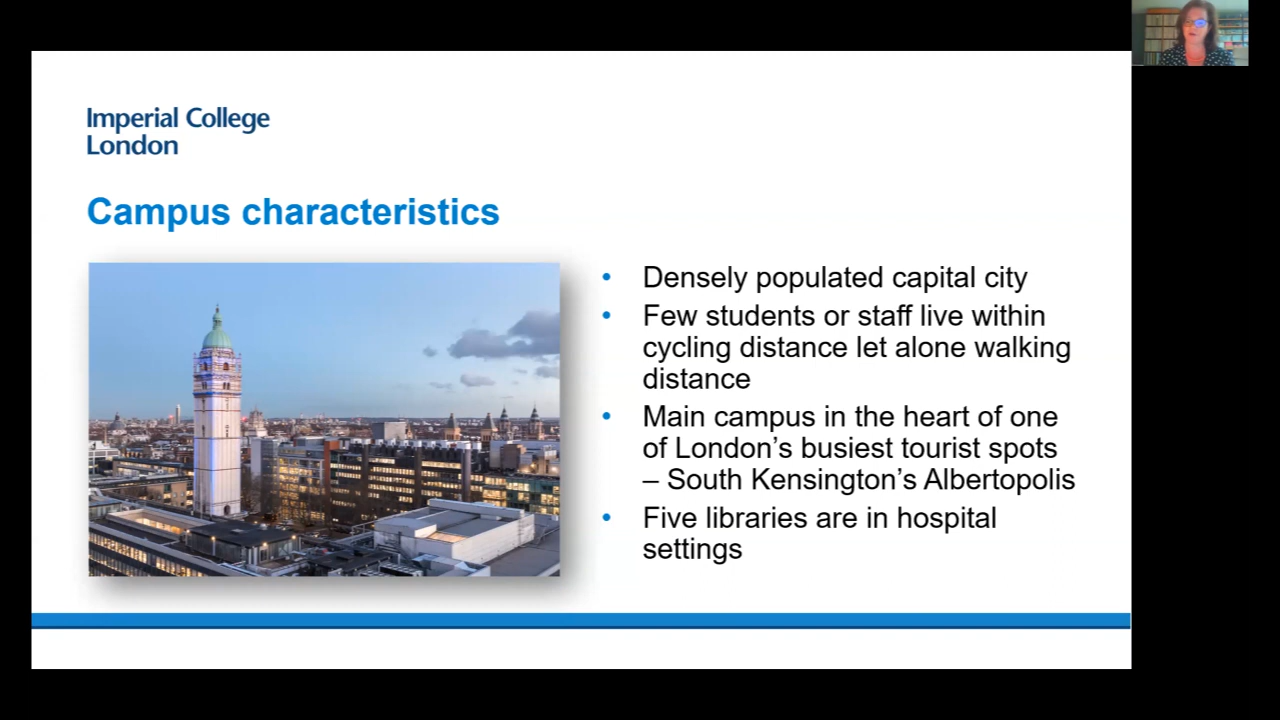 Imperial College
London
Campus characteristics
• Densely populated capital city
• Few students or staff live within
cycling distance let alone walking
distance
• Main campus in the heart of one
of London’s busiest tourist spots
– South Kensington’s Albertopolis
• Five libraries are in hospital
settings